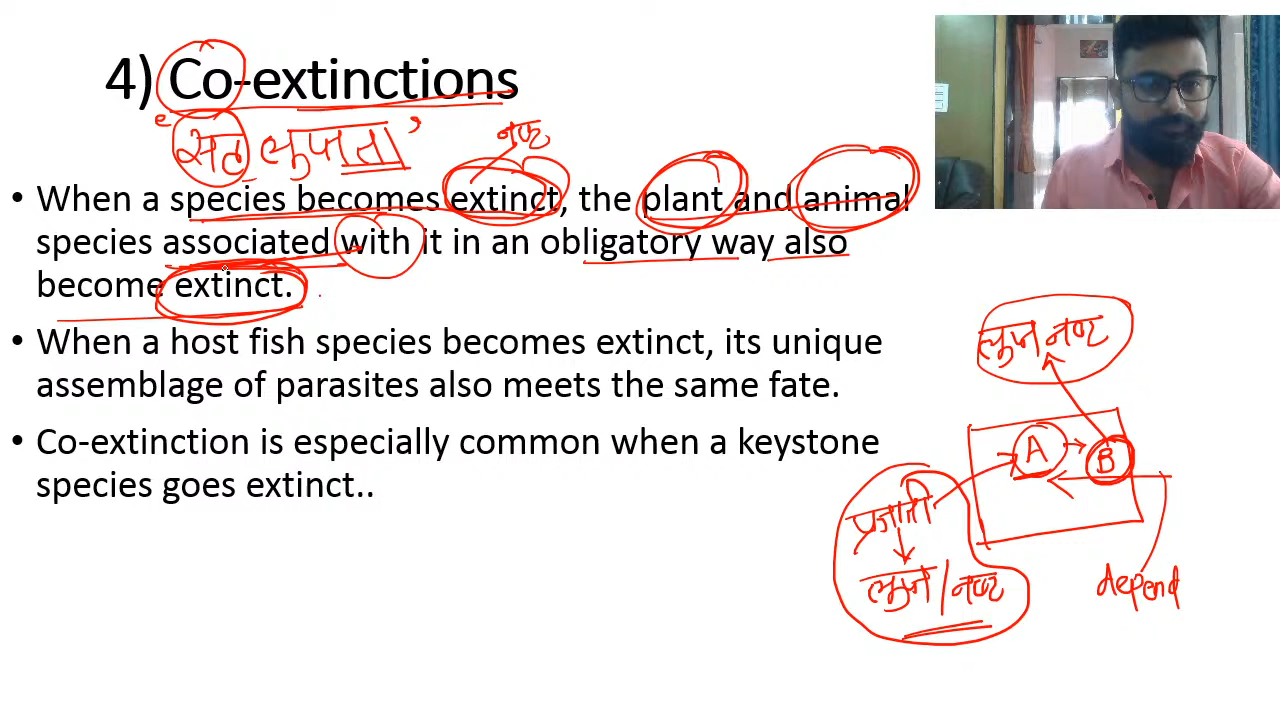 4) Co-extinctions
"सह लुप्तता"
नष्ट
• When a species becomes extinct, the plant and animal
species associated with it in an obligatory way also
become extinct.
• When a host fish species becomes extinct, its unique
assemblage of parasites also meets the same fate.
• Co-extinction is especially common when a keystone
species goes extinct..
लुप्त नष्ट
A
B
प्रजाती
लुप्त/नष्ट
depend